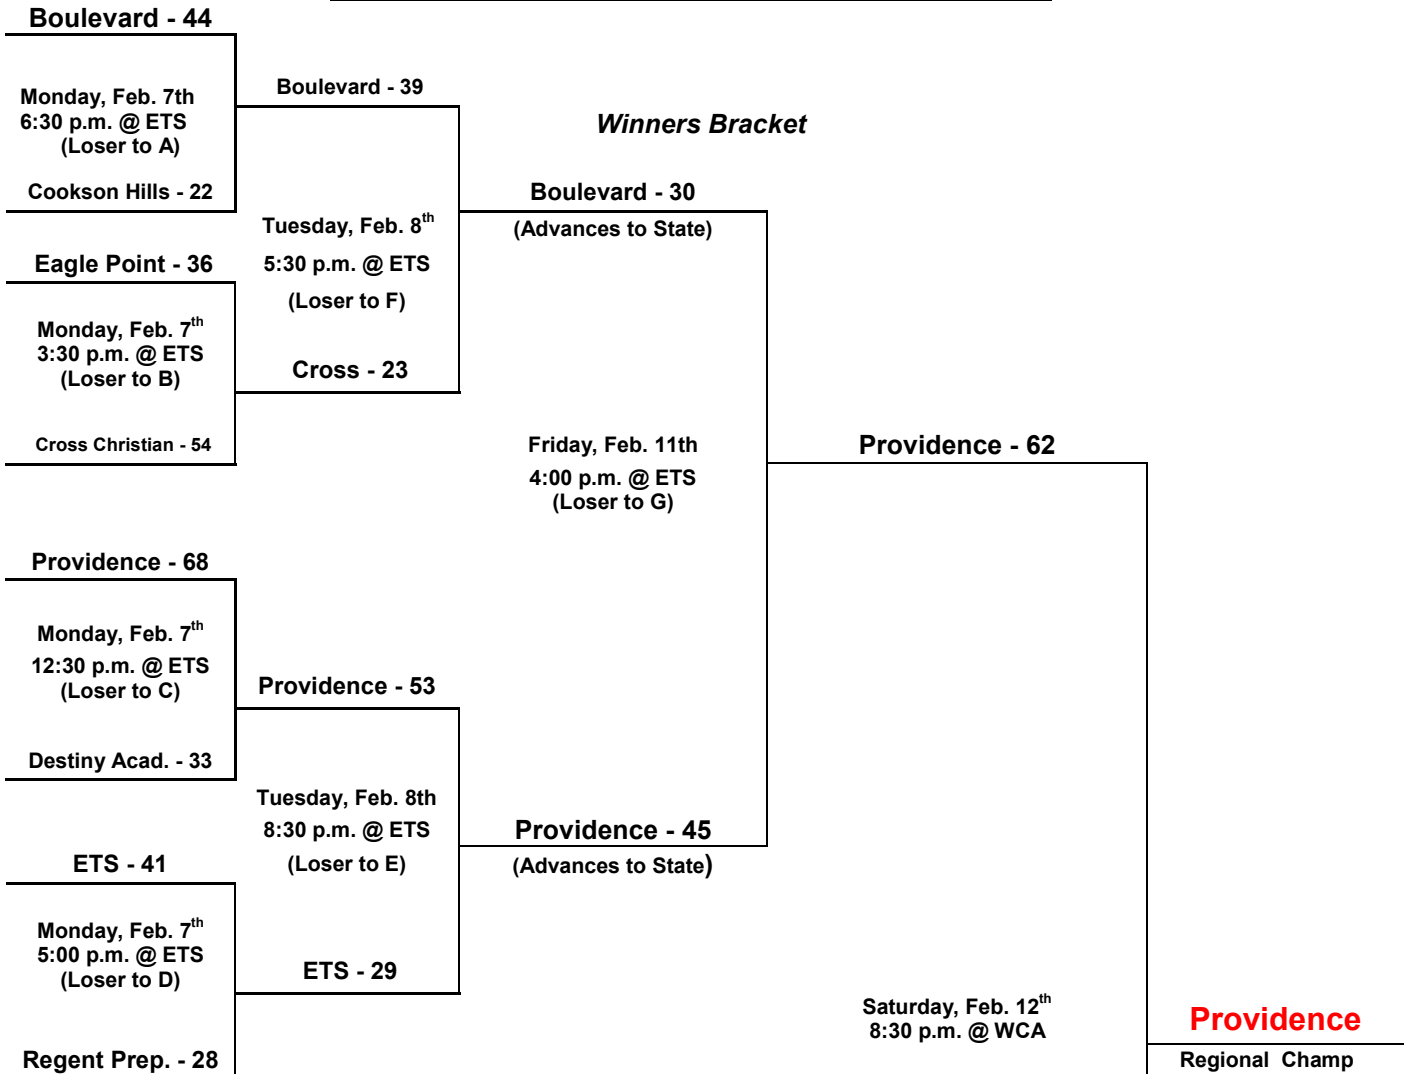 Boulevard - 44
Monday, Feb. 7th
6:30 p.m. @ ETS
(Loser to A)
Cookson Hills - 22
Boulevard - 39
Winners Bracket
Tuesday, Feb. 8th
5:30 p.m. @ ETS
(Loser to F)
Boulevard - 30
(Advances to State)
Eagle Point - 36
Monday, Feb. 7th
3:30 p.m. @ ETS
(Loser to B)
Cross Christian - 54
Cross - 23
Friday, Feb. 11th
4:00 p.m. @ ETS
(Loser to G)
Providence - 62
Providence - 68
Monday, Feb. 7th
12:30 p.m. @ ETS
(Loser to C)
Destiny Acad. - 33
Providence - 53
Tuesday, Feb. 8th
8:30 p.m. @ ETS
(Loser to E)
Providence - 45
(Advances to State)
ETS - 41
Monday, Feb. 7th
5:00 p.m. @ ETS
(Loser to D)
Regent Prep. - 28
ETS - 29
Saturday, Feb. 12th
8:30 p.m. @ WCA
Providence
Regional Champ